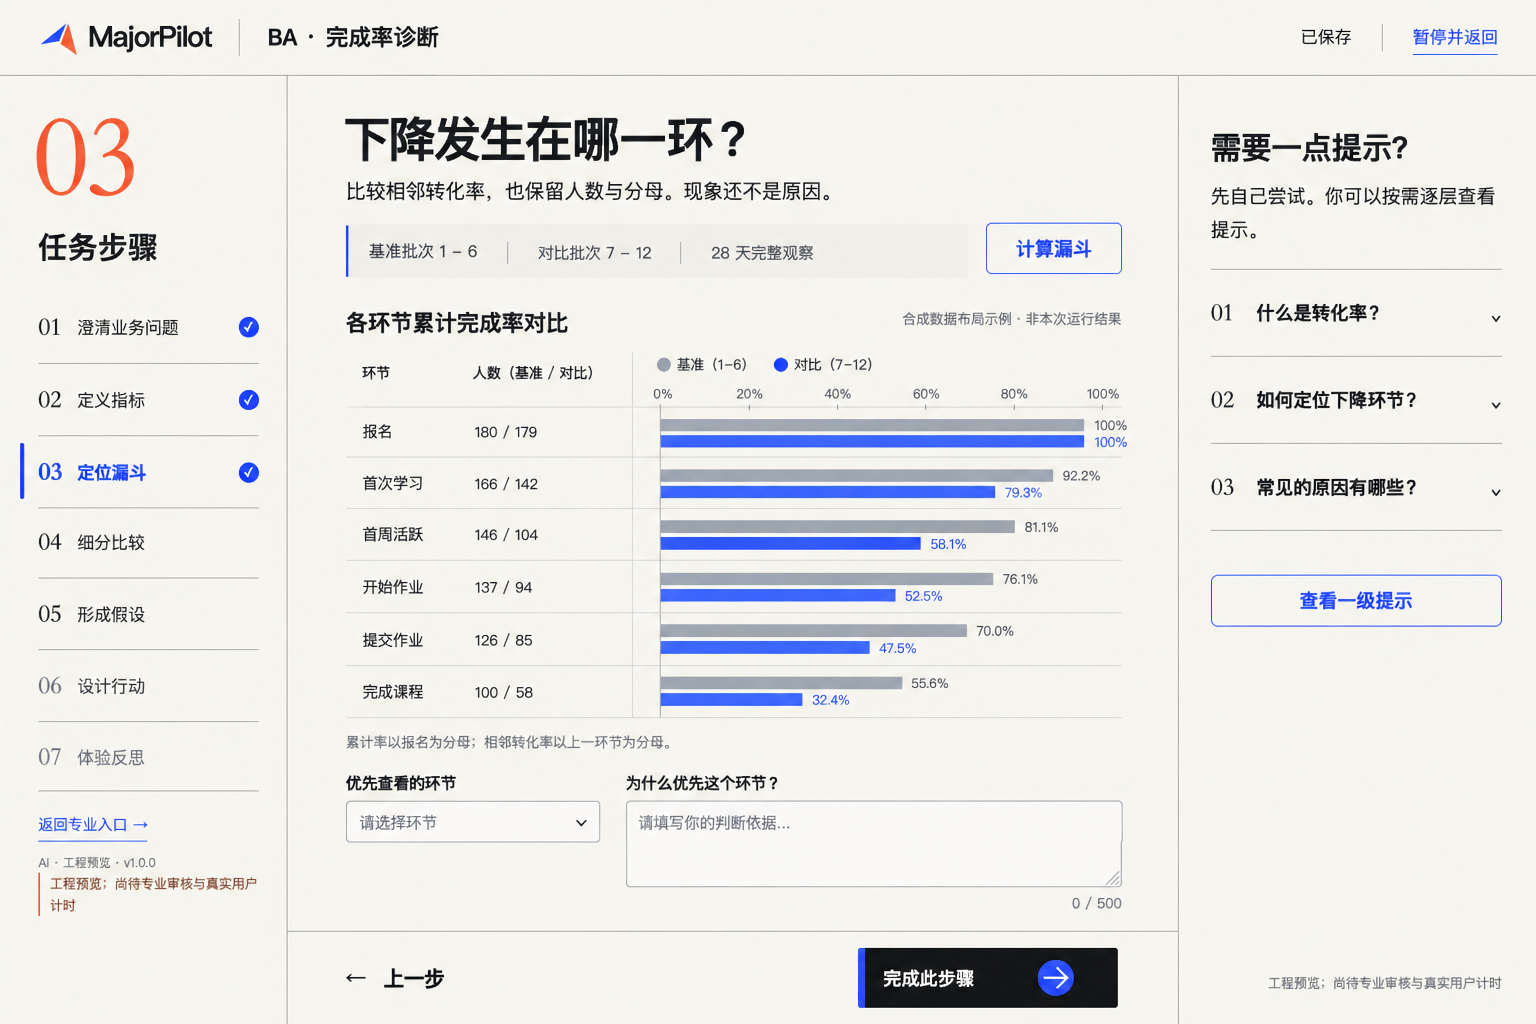 MajorPilot
BA · 完成率诊断
已保存
暂停并返回
03
任务步骤
01 澄清业务问题
02 定义指标
03 定位漏斗
04 细分比较
05 形成假设
06 设计行动
07 体验反思
返回专业入口 →
AI · 工程预览 · v1.0.0
工程预览；尚待专业审核与真实用户
计时
下降发生在哪一环？
比较相邻转化率，也保留人数与分母。现象还不是原因。
基准批次 1 – 6
对比批次 7 – 12
28 天完整观察
计算漏斗
各环节累计完成率对比
合成数据布局示例 · 非本次运行结果
环节
人数（基准 / 对比）
基准（1–6）
对比（7–12）
0% 20% 40% 60% 80% 100%
报名 180 / 179 100%
100%
首次学习 166 / 142 92.2%
79.3%
首周活跃 146 / 104 81.1%
58.1%
开始作业 137 / 94 76.1%
52.5%
提交作业 126 / 85 70.0%
47.5%
完成课程 100 / 58 55.6%
32.4%
累计率以报名为分母；相邻转化率以上一环节为分母。
优先查看的环节
请选择环节
为什么优先这个环节？
请填写你的判断依据...
0 / 500
← 上一步
完成此步骤
需要一点提示?
先自己尝试。你可以按需逐层查看
提示。
01 什么是转化率？
02 如何定位下降环节？
03 常见的原因有哪些？
查看一级提示
工程预览；尚待专业审核与真实用户计时